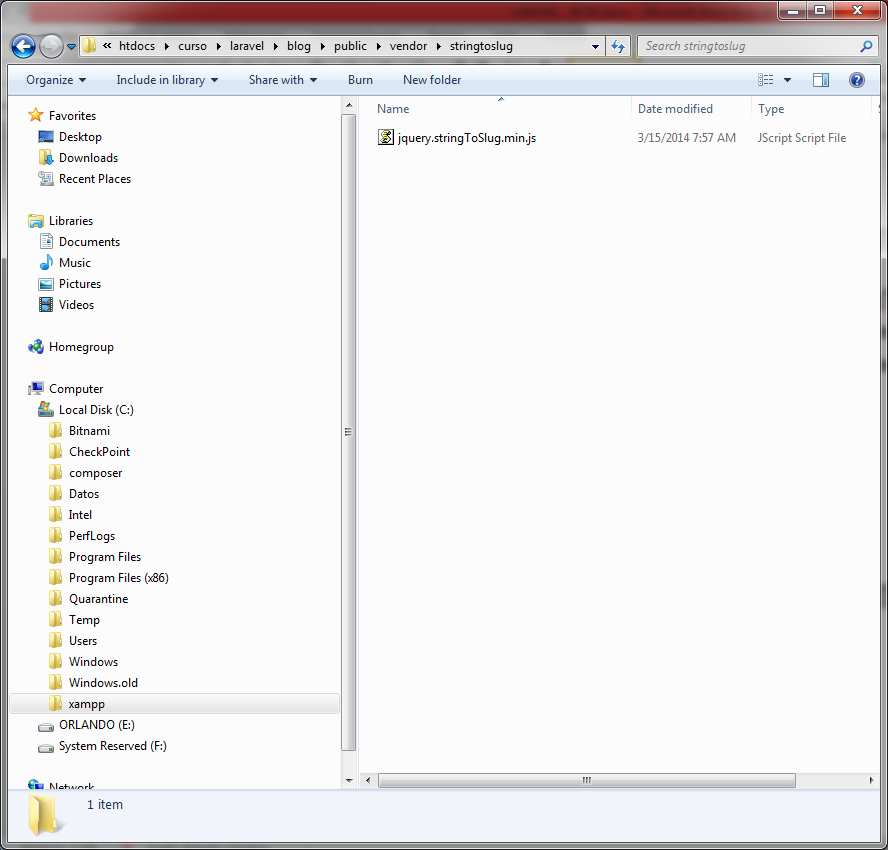 « htdocs ▸ curso ▸ laravel ▸ blog ▸ public ▸ vendor ▸ stringtoslug
Search stringtoslug
Organize Include in library Share with Burn New folder
Favorites
Desktop
Downloads
Recent Places
Libraries
Documents
Music
Pictures
Videos
Homegroup
Computer
Local Disk (C:)
Bitnami
CheckPoint
composer
Datos
Intel
PerfLogs
Program Files
Program Files (x86)
Quarantine
Temp
Users
Windows
Windows.old
xampp
ORLANDO (E:)
System Reserved (F:)
Network
Name Date modified Type
jquery.stringToSlug.min.js 3/15/2014 7:57 AM JScript Script File
1 item